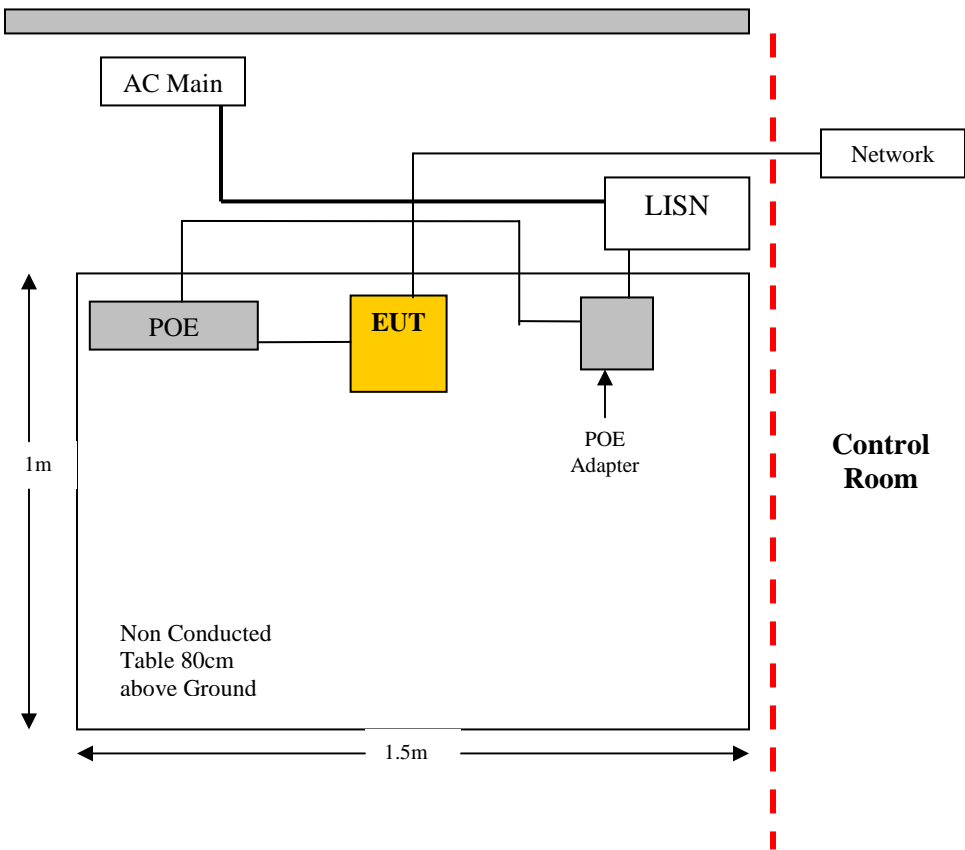 AC Main
Network
LISN
POE
EUT
POE
Adapter
Control
Room
1m
Non Conducted
Table 80cm
above Ground
1.5m